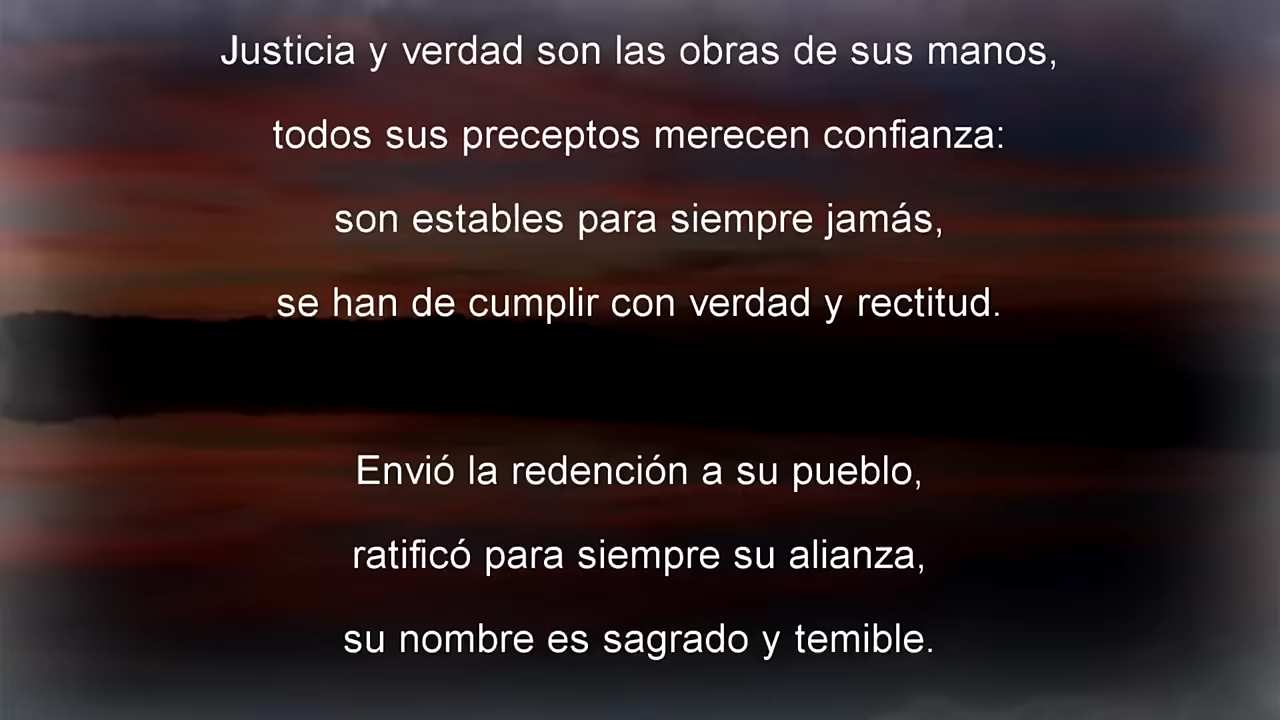 Justicia y verdad son las obras de sus manos,
todos sus preceptos merecen confianza:
son estables para siempre jamás,
se han de cumplir con verdad y rectitud.
Envió la redención a su pueblo,
ratificó para siempre su alianza,
su nombre es sagrado y temible.